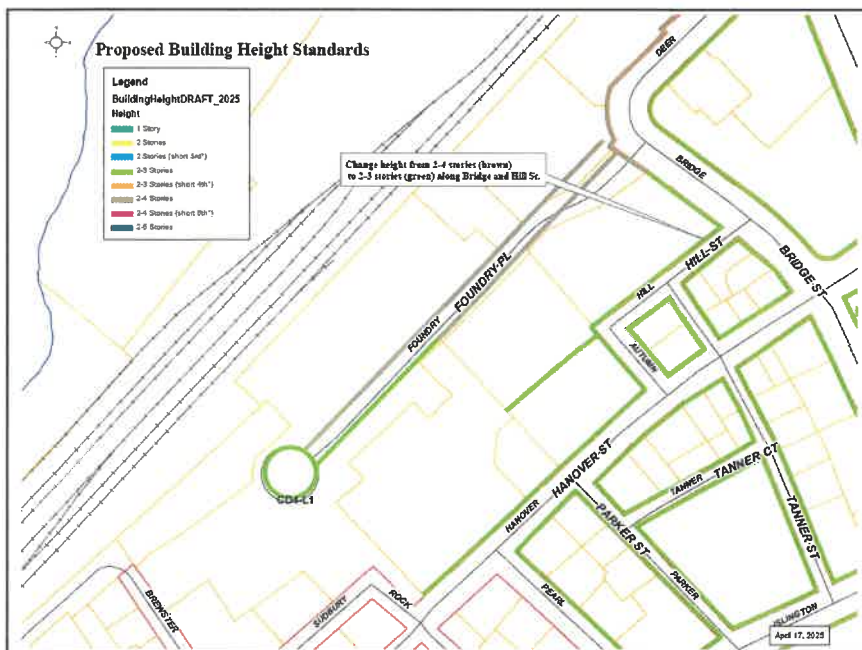 Proposed Building Height Standards
Legend
BuildingHeightDRAFT_2025
Height
1 Story
2 Stories
2 Stories (short 3rd*)
2-3 Stories
2-3 Stories (short 4th*)
2-4 Stories
2-4 Stories (short 5th*)
2-5 Stories
Change height from 2-4 stories (brown)
to 2-3 stories (green) along Bridge and Hill St.
DEER
BRIDGE
BRIDGE ST
HILL ST
HILL
FOUNDRY PL
FOUNDRY
AUTUMN
CD4-L1
HANOVER ST
HANOVER
TANNER CT
TANNER
TANNER ST
PARKER ST
PARKER
PEARL
ROCK
SUDBURY
BREWSTER
ISLINGTON
April 17, 2025